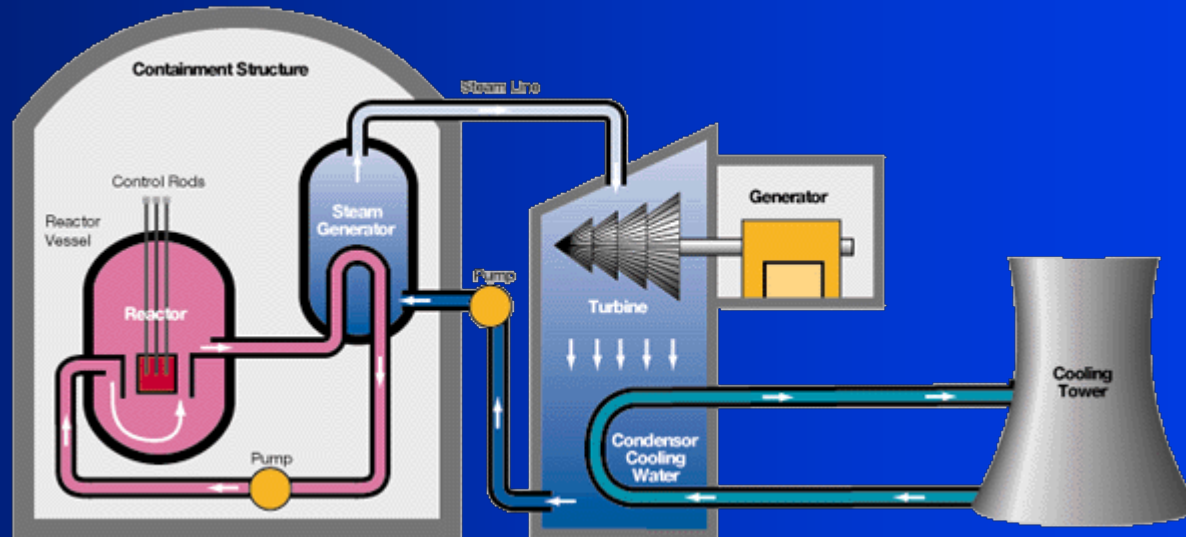 Containment Structure
Steam Line
Control Rods
Reactor
Vessel
Steam
Generator
Generator
Pump
Reactor
Turbine
Cooling
Tower
Condensor
Cooling
Water
Pump